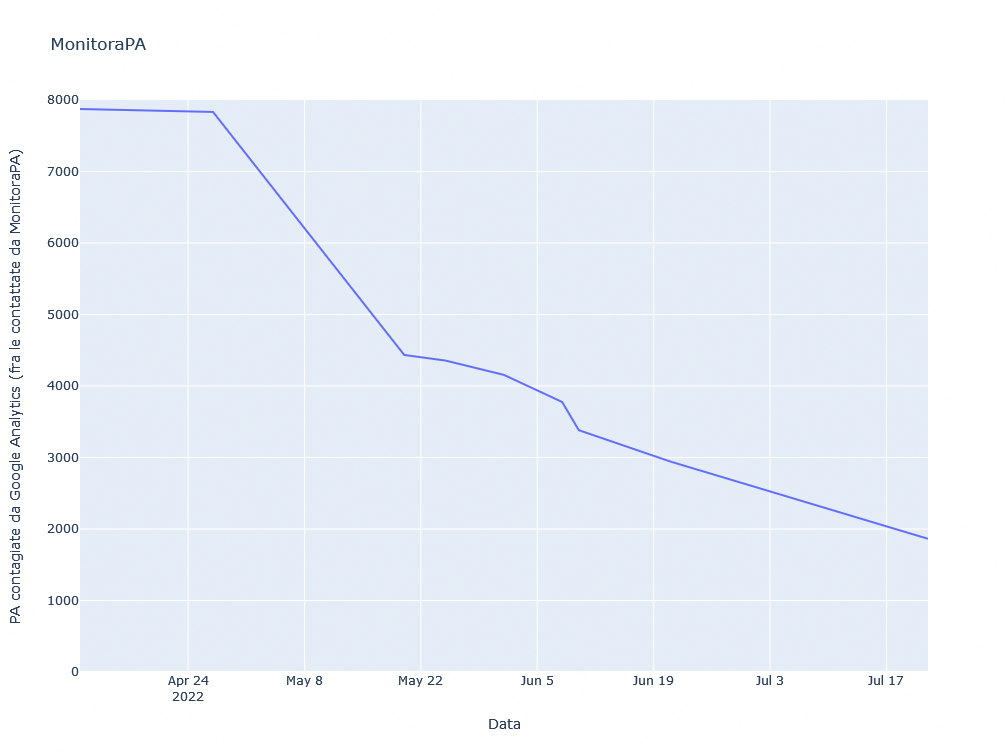 MonitoraPA
PA contagiate da Google Analytics (fra le contattate da MonitoraPA)
8000
7000
6000
5000
4000
3000
2000
1000
0
Apr 24
2022
May 8
May 22
Jun 5
Jun 19
Jul 3
Jul 17
Data